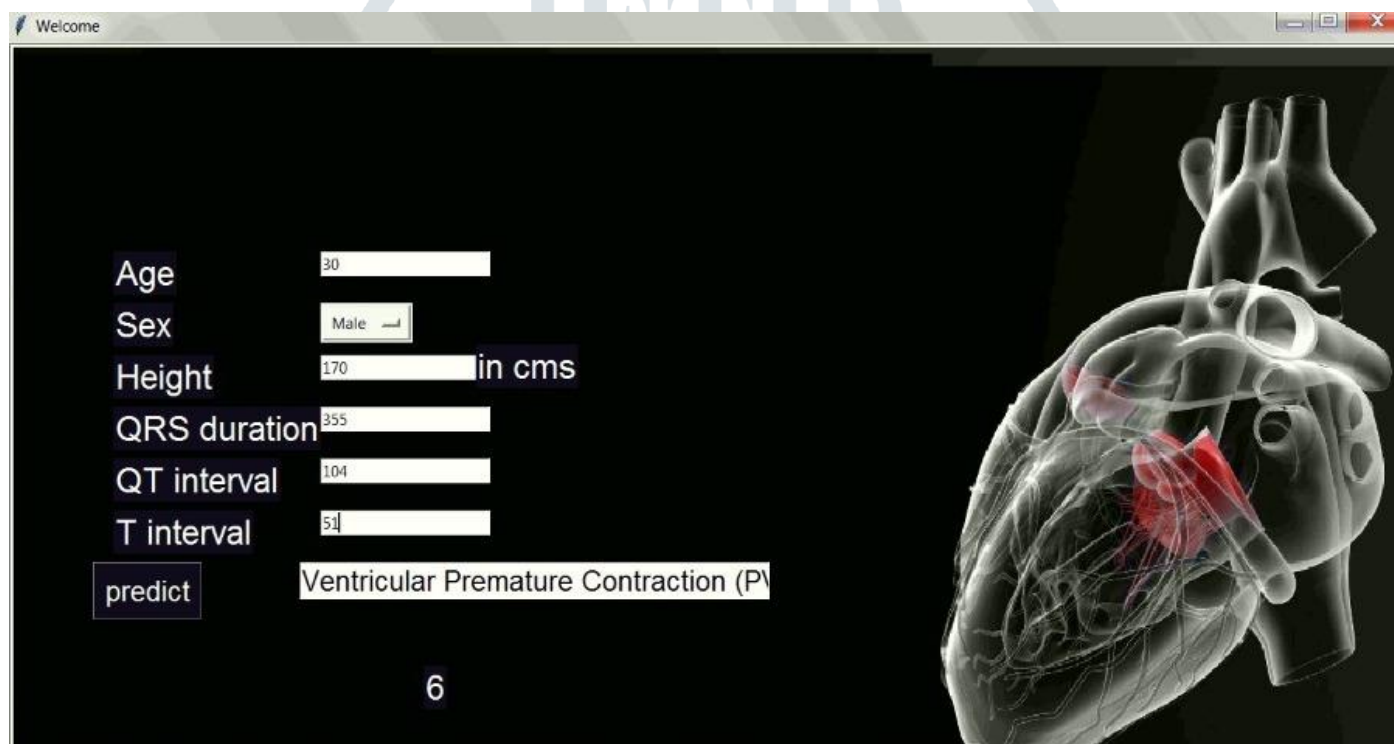 Welcome
Age 30
Sex Male
Height 170 in cms
QRS duration 355
QT interval 104
T interval 51
predict Ventricular Premature Contraction (PV
6